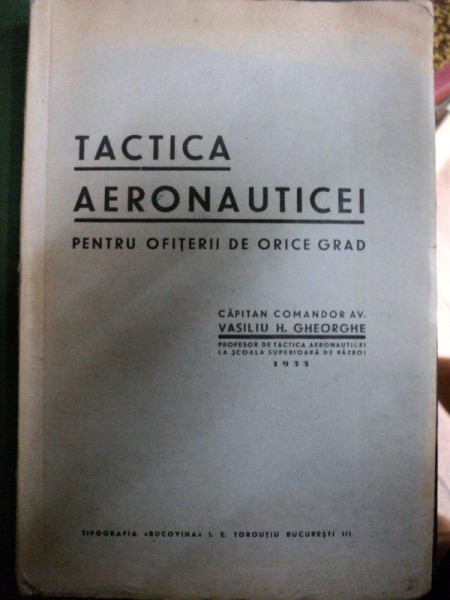 TACTICA
AERONAUTICEI
PENTRU OFIȚERII DE ORICE GRAD
CĂPITAN COMANDOR AV.
VASILIU H. GHEORGHE
PROFESOR DE TACTICA AERONAUTICEI
LA ȘCOALA SUPERIOARĂ DE RĂZBOI
1933
TIPOGRAFIA «BUCOVINA» I. E. TOROUȚIU BUCUREȘTI III